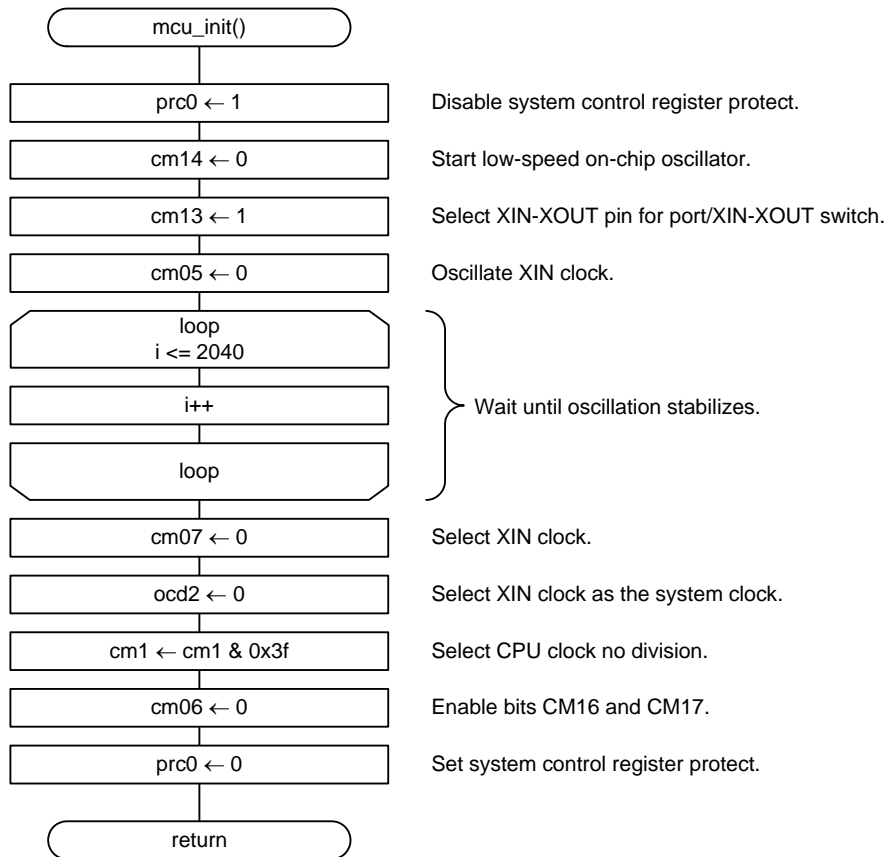 mcu_init()
prc0 ← 1 Disable system control register protect.
cm14 ← 0 Start low-speed on-chip oscillator.
cm13 ← 1 Select XIN-XOUT pin for port/XIN-XOUT switch.
cm05 ← 0 Oscillate XIN clock.
loop
i <= 2040
i++ Wait until oscillation stabilizes.
loop
cm07 ← 0 Select XIN clock.
ocd2 ← 0 Select XIN clock as the system clock.
cm1 ← cm1 & 0x3f Select CPU clock no division.
cm06 ← 0 Enable bits CM16 and CM17.
prc0 ← 0 Set system control register protect.
return